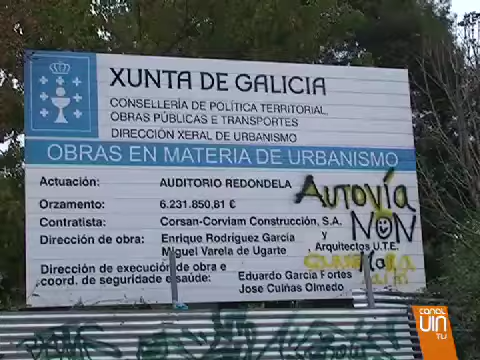 XUNTA DE GALICIA
CONSELLERÍA DE POLÍTICA TERRITORIAL,
OBRAS PÚBLICAS E TRANSPORTES
DIRECCIÓN XERAL DE URBANISMO
OBRAS EN MATERIA DE URBANISMO
Actuación: AUDITORIO REDONDELA
Orzamento: 6.231.850,81 €
Contratista: Corsan-Corviam Construcción, S.A.
Dirección de obra: Enrique Rodríguez García y
Miguel Varela de Ugarte Arquitectos U.T.E.
Dirección de execución de obra e
coord. de seguridade e saúde: Eduardo García Fortes
Jose Cuíñas Olmedo
AUTOVÍA
NON
CANAL
UIN
TV